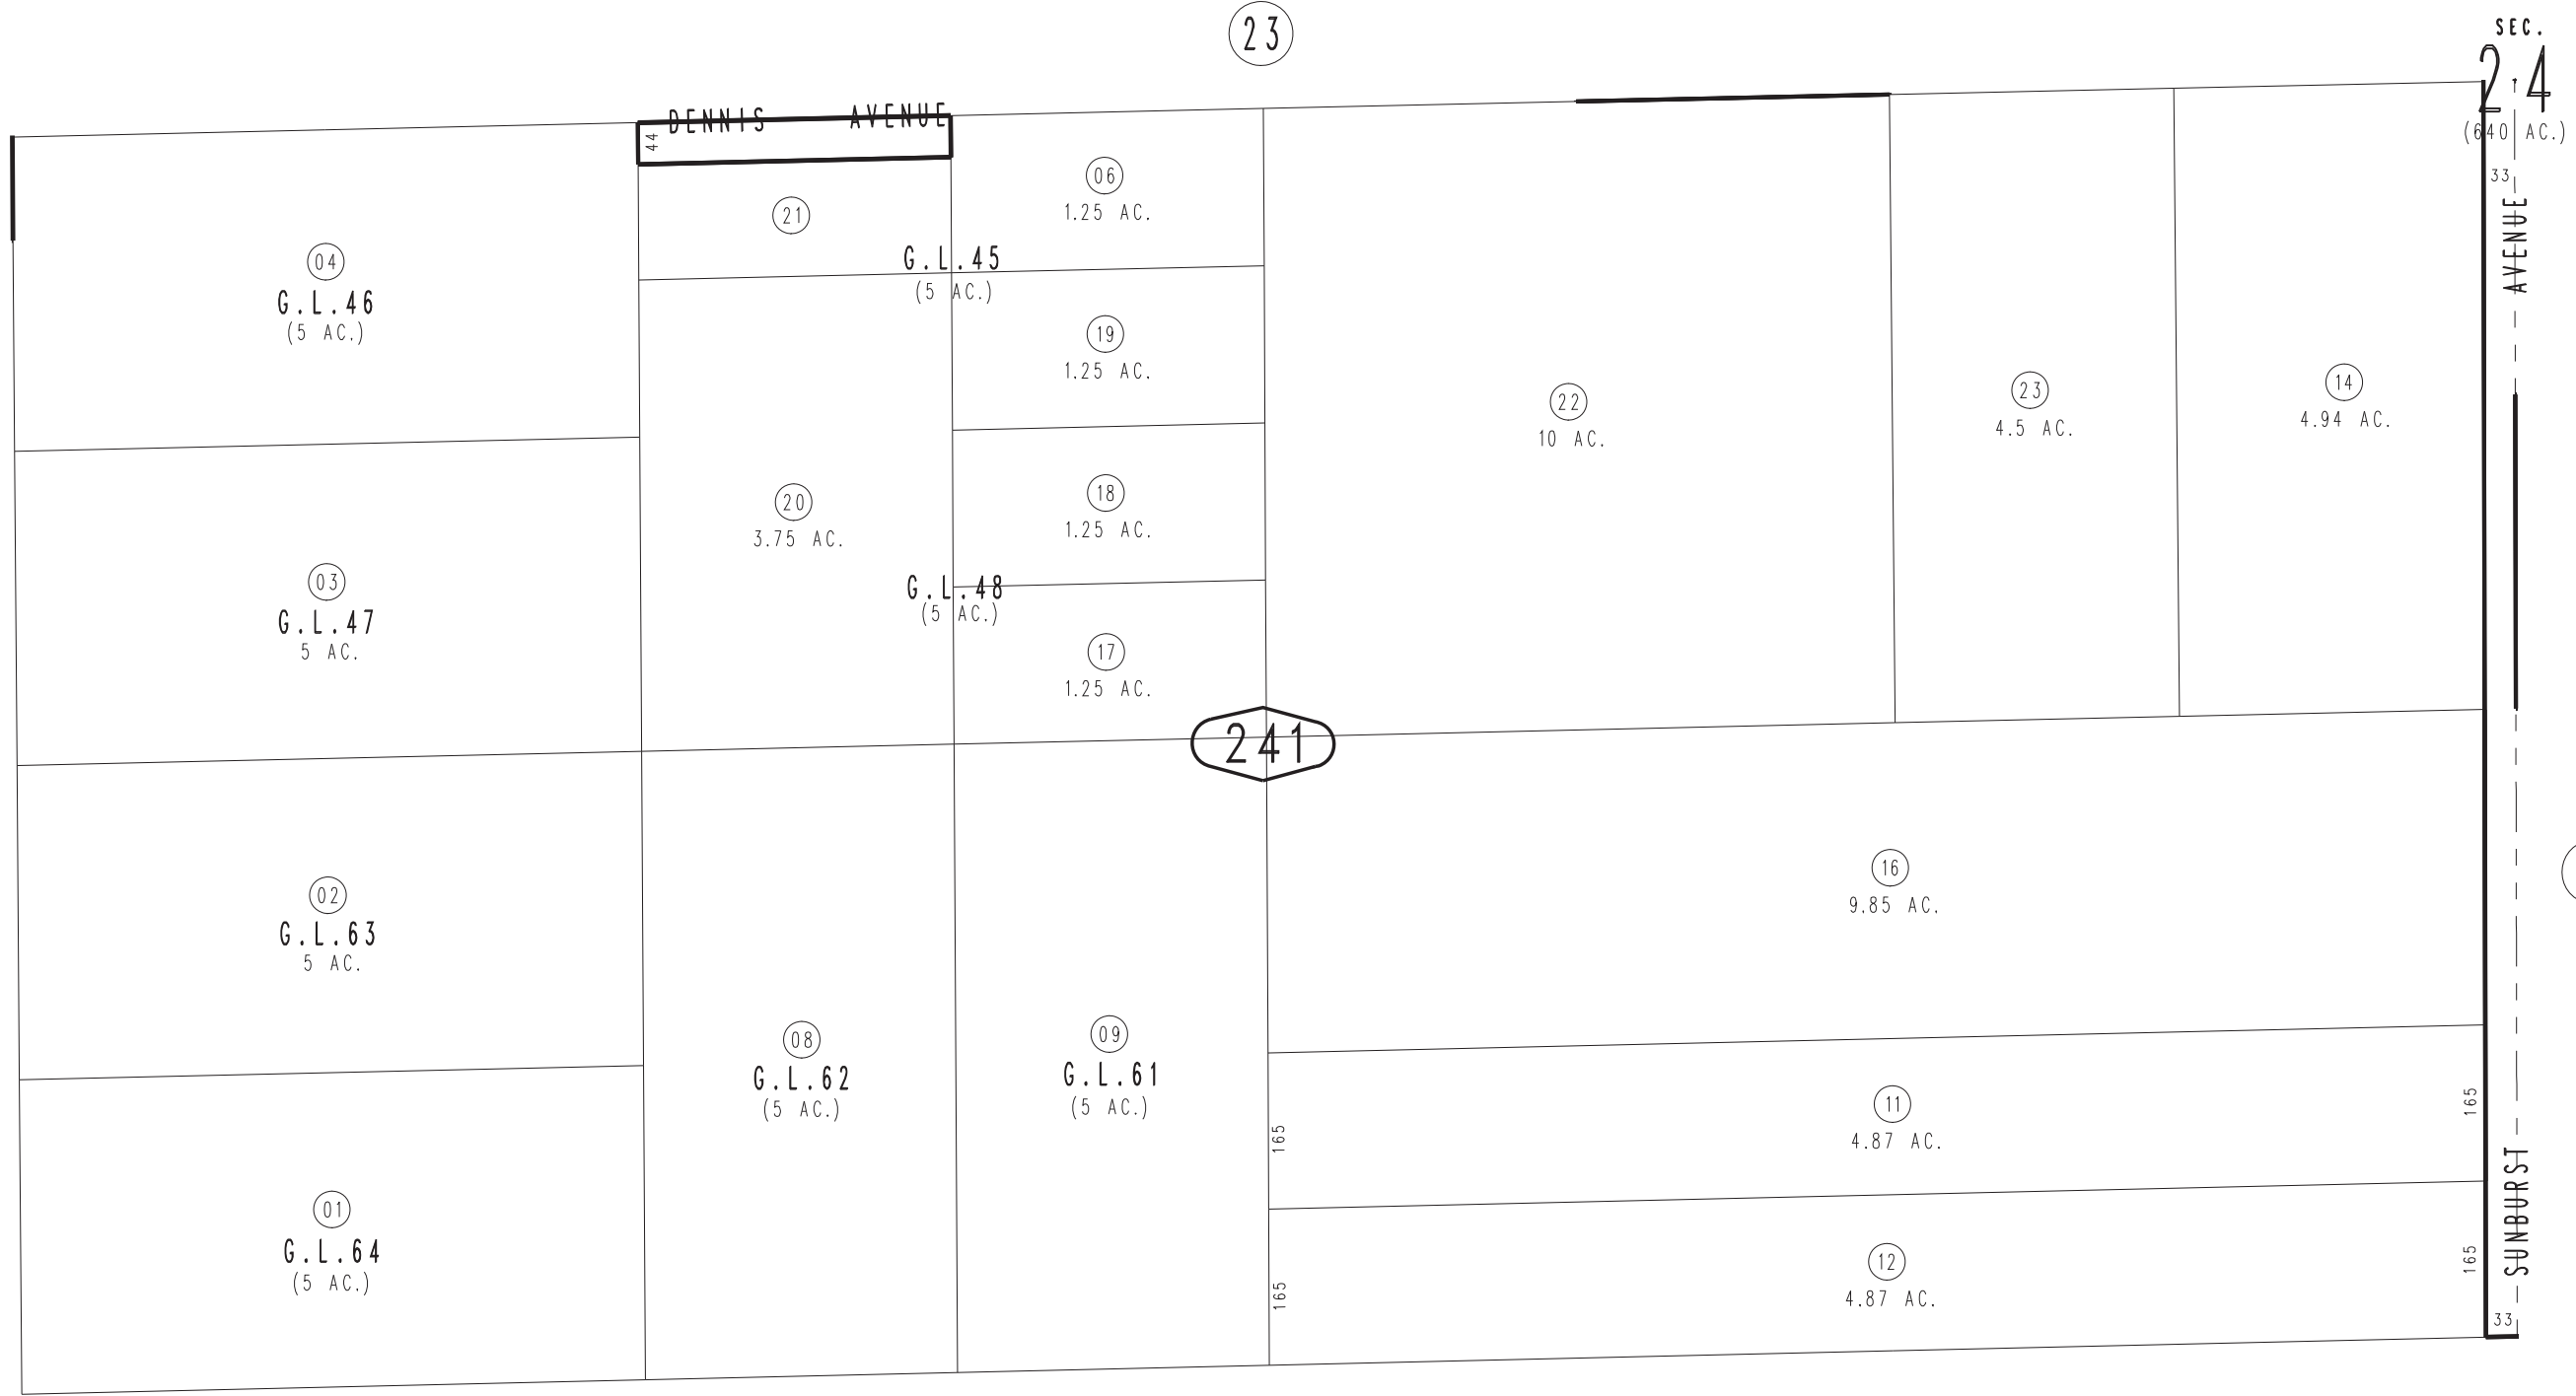 23
SEC.
24
(640 AC.)
DENNIS AVENUE
44
33
AVENUE
06
1.25 AC.
21
04
G.L.46
(5 AC.)
G.L.45
(5 AC.)
19
1.25 AC.
22
10 AC.
23
4.5 AC.
14
4.94 AC.
20
3.75 AC.
18
1.25 AC.
03
G.L.47
5 AC.
G.L.48
(5 AC.)
17
1.25 AC.
241
02
G.L.63
5 AC.
16
9.85 AC.
08
G.L.62
(5 AC.)
09
G.L.61
(5 AC.)
165
11
4.87 AC.
165
01
G.L.64
(5 AC.)
165
12
4.87 AC.
165
SUNBURST
33